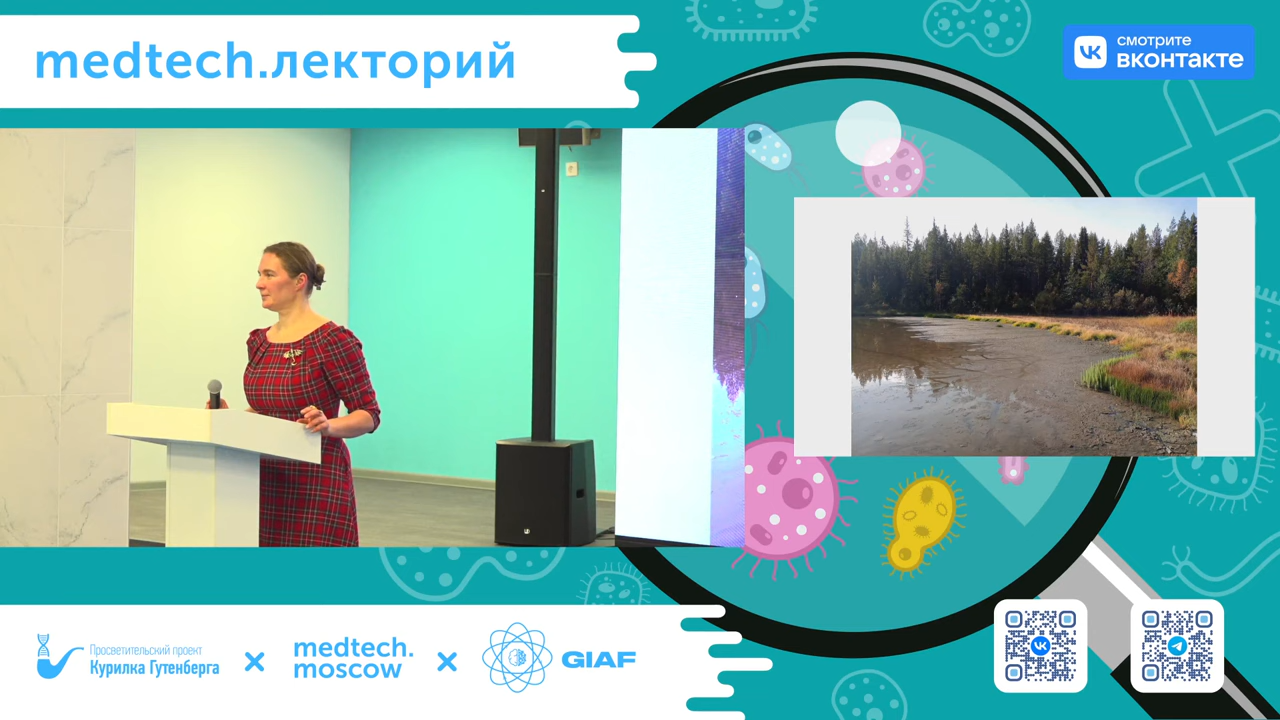 medtech.лекторий
смотрите
вконтакте
Просветительский проект
Курилка Гутенберга
medtech.
moscow
GIAF